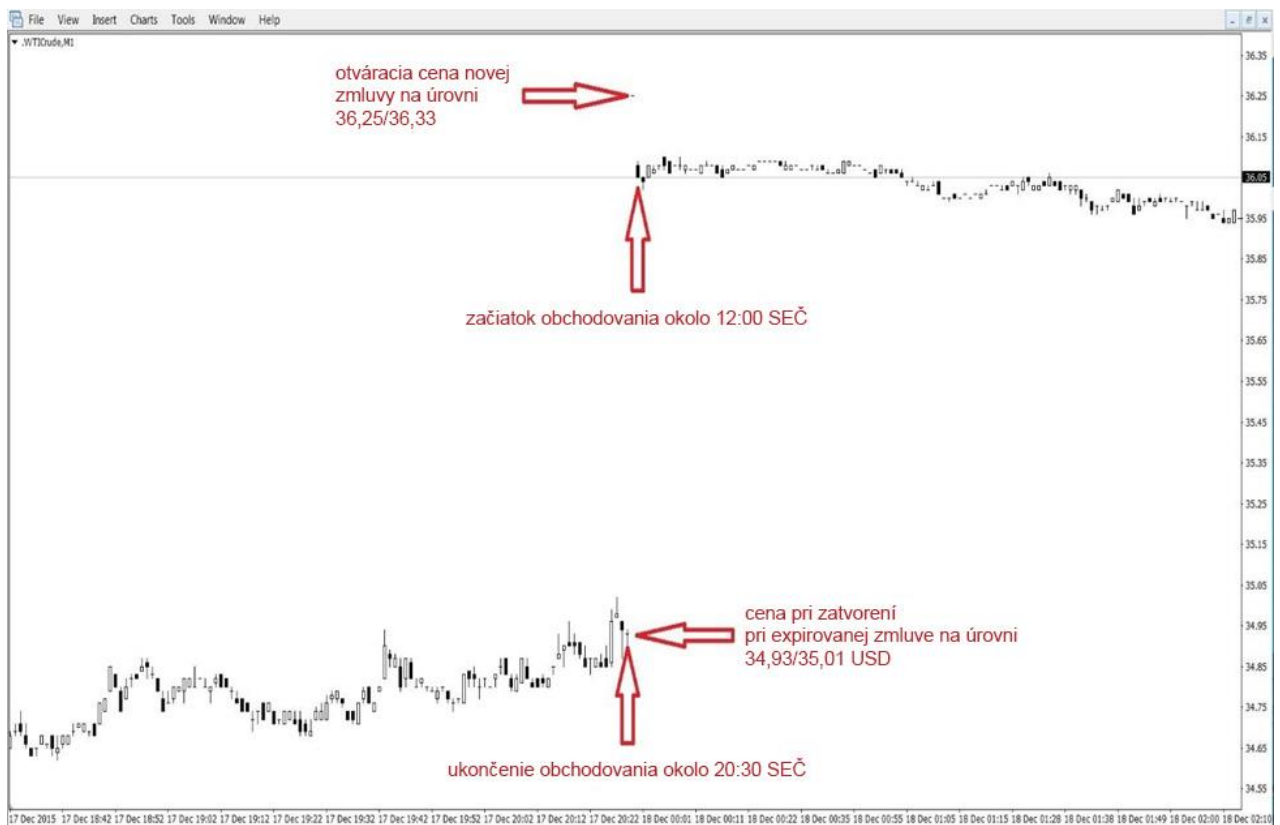 File View Insert Charts Tools Window Help
.WTICrude,M1
otváracia cena novej
zmluvy na úrovni
36,25/36,33
36.35
36.25
36.15
36.05
35.95
35.85
35.75
35.65
35.55
35.45
35.35
35.25
35.15
35.05
34.95
34.85
34.75
34.65
34.55
začiatok obchodovania okolo 12:00 SEČ
cena pri zatvorení
pri expirovanej zmluve na úrovni
34,93/35,01 USD
ukončenie obchodovania okolo 20:30 SEČ
17 Dec 2015 17 Dec 18:42 17 Dec 18:52 17 Dec 19:02 17 Dec 19:12 17 Dec 19:22 17 Dec 19:32 17 Dec 19:42 17 Dec 19:52 17 Dec 20:02 17 Dec 20:12 17 Dec 20:22 18 Dec 00:01 18 Dec 00:11 18 Dec 00:22 18 Dec 00:35 18 Dec 00:55 18 Dec 01:05 18 Dec 01:15 18 Dec 01:28 18 Dec 01:38 18 Dec 01:49 18 Dec 02:00 18 Dec 02:10